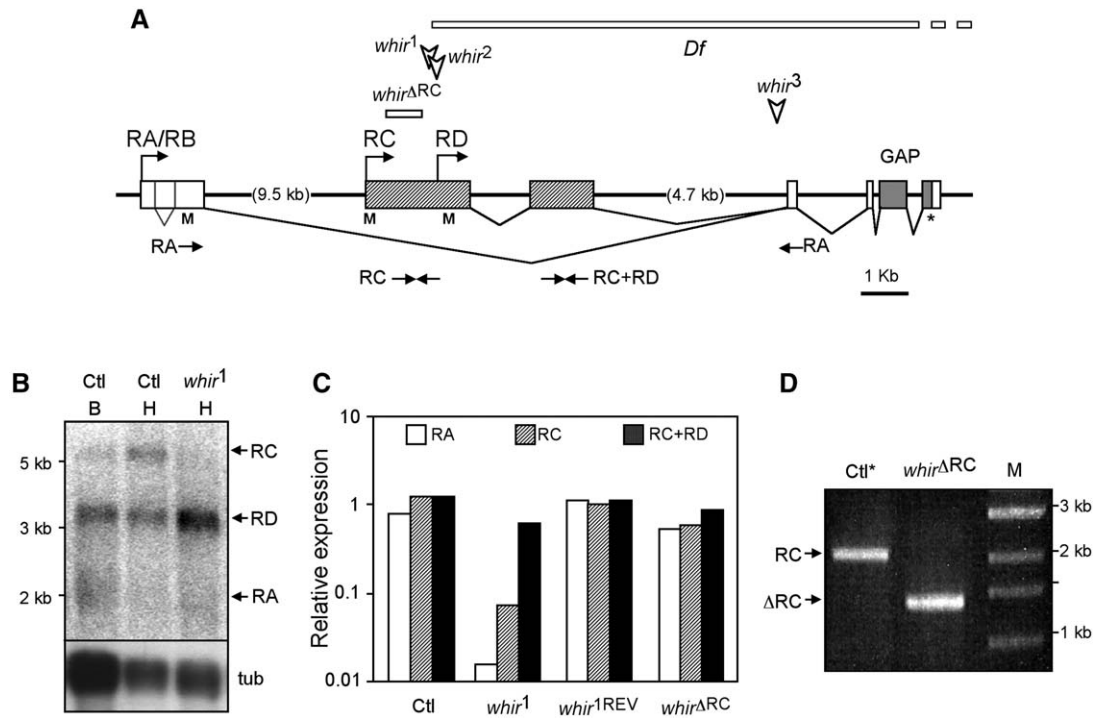 A
Df
whir1
whir2
whirΔRC
whir3
RA/RB
RC
RD
GAP
(9.5 kb)
(4.7 kb)
M
M
M
*
RA
RA
RC
RC+RD
1 Kb
B
Ctl
Ctl
whir1
B
H
H
5 kb
3 kb
2 kb
RC
RD
RA
tub
C
Relative expression
10
1
0.1
0.01
RA
RC
RC+RD
Ctl
whir1
whir1REV
whirΔRC
D
Ctl*
whirΔRC
M
RC
ΔRC
3 kb
2 kb
1 kb